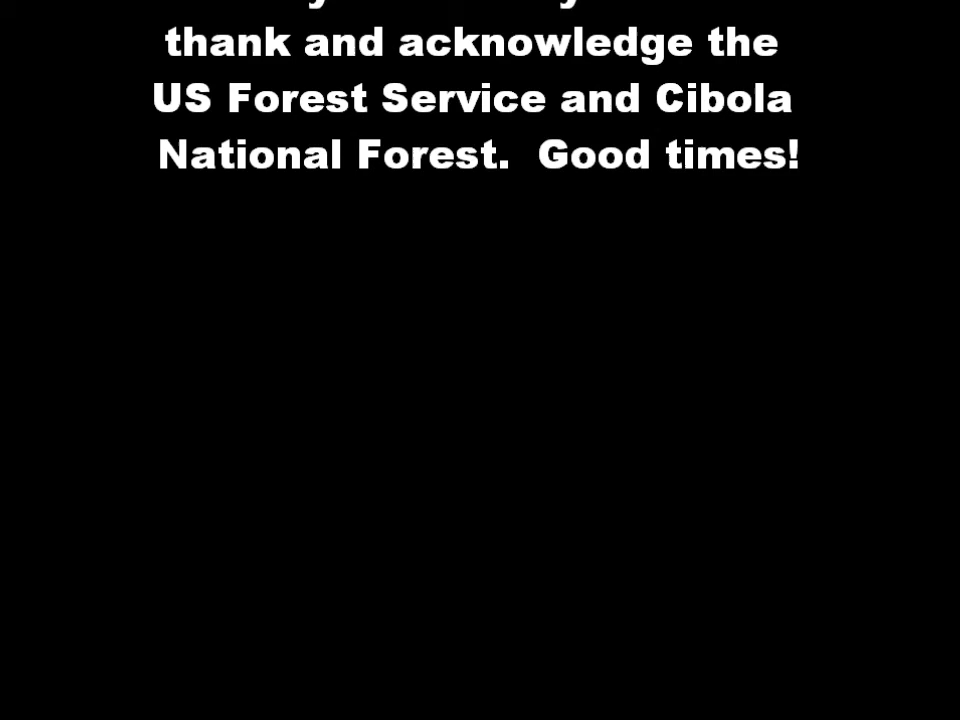 thank and acknowledge the
US Forest Service and Cibola
National Forest.  Good times!